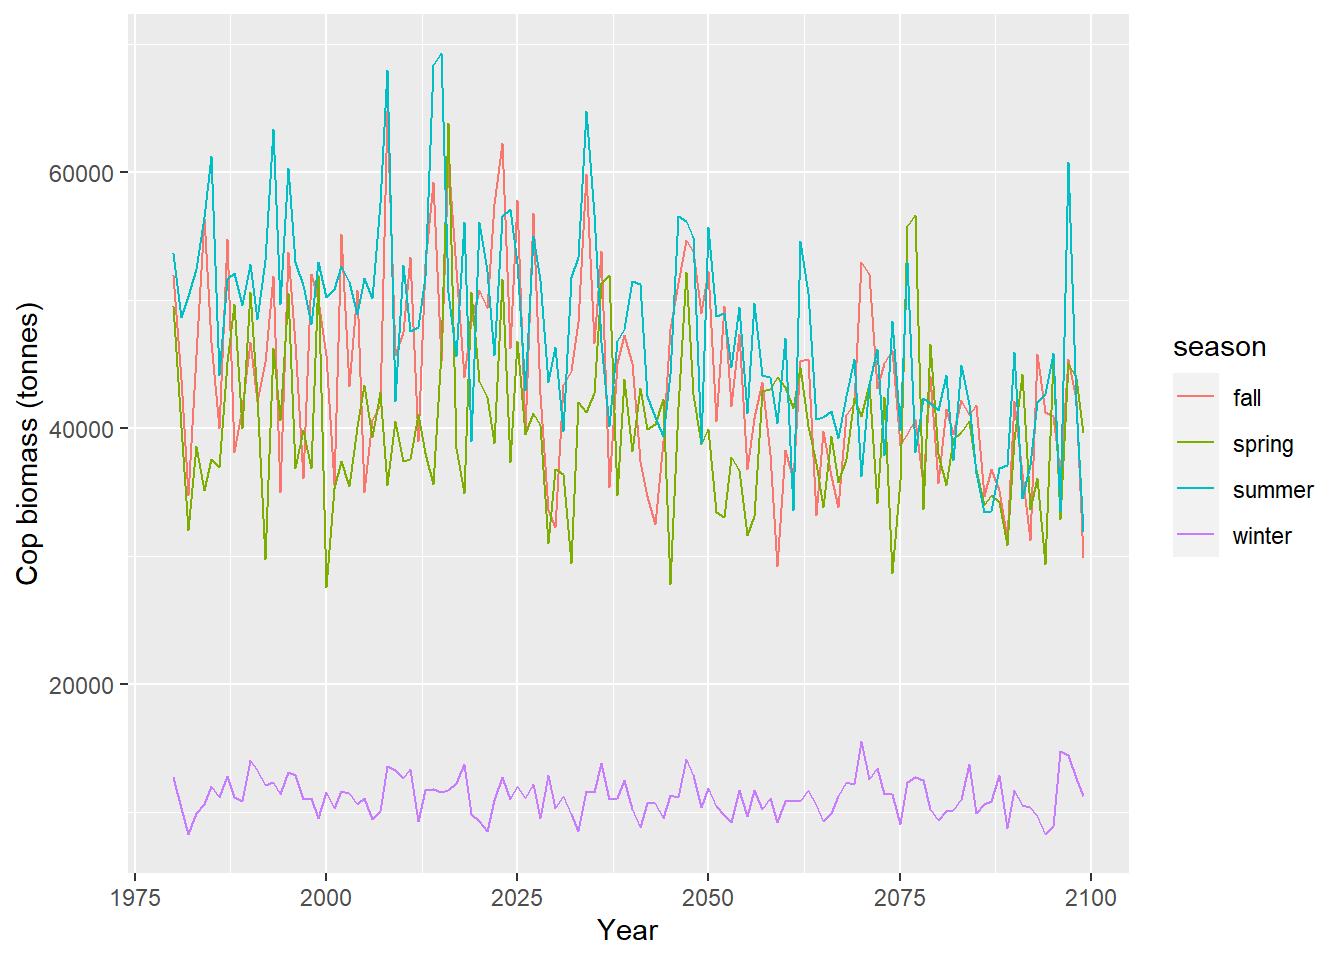 Cop biomass (tonnes)
60000
40000
20000
1975
2000
2025
2050
2075
2100
Year
season
fall
spring
summer
winter